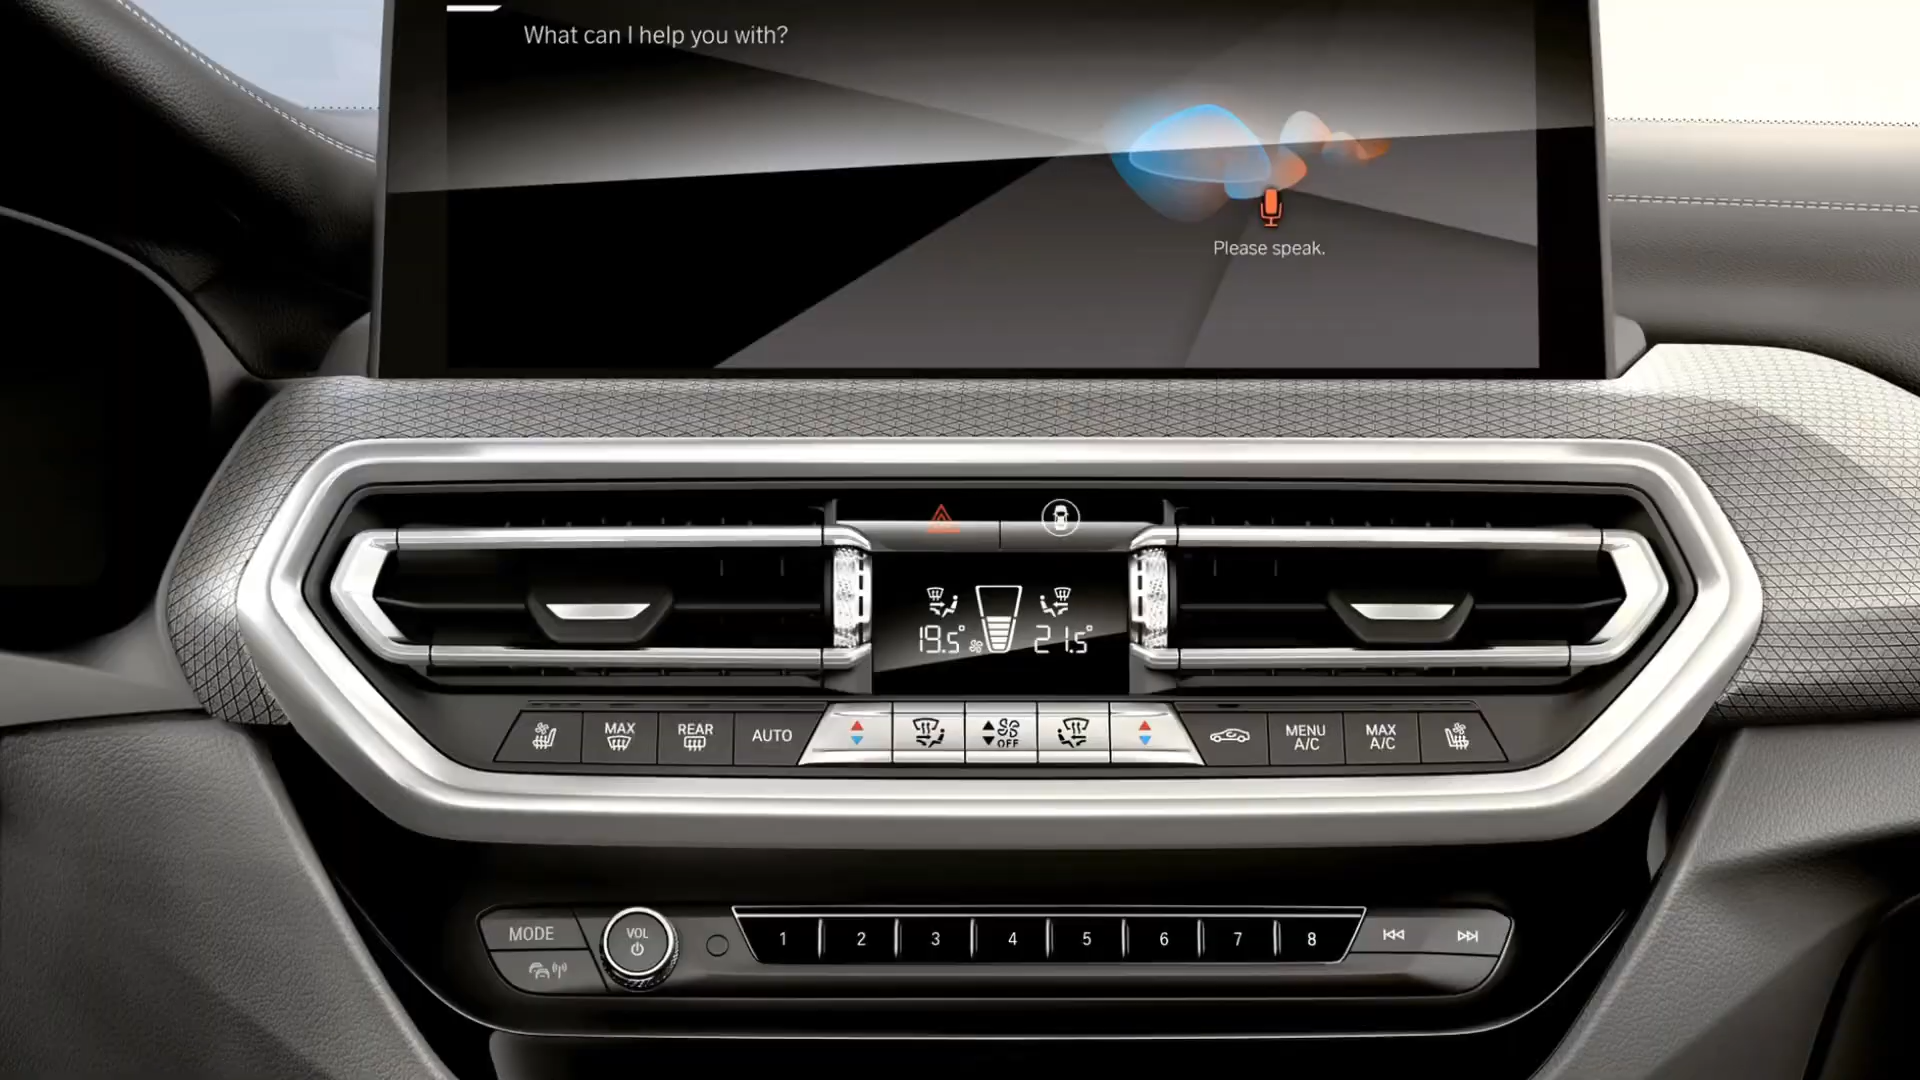 What can I help you with?
Please speak.
19.5° 21.5°
MAX
REAR
AUTO
OFF
MENU
A/C
MAX
A/C
MODE
VOL
1 2 3 4 5 6 7 8